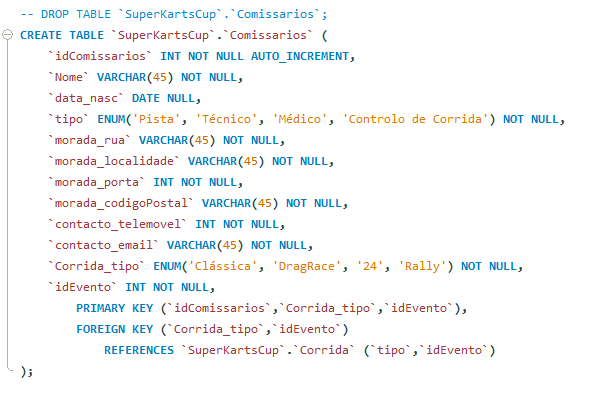 -- DROP TABLE `SuperKartsCup`.`Comissarios`;
CREATE TABLE `SuperKartsCup`.`Comissarios` (
`idComissarios` INT NOT NULL AUTO_INCREMENT,
`Nome` VARCHAR(45) NOT NULL,
`data_nasc` DATE NULL,
`tipo` ENUM('Pista', 'Técnico', 'Médico', 'Controlo de Corrida') NOT NULL,
`morada_rua` VARCHAR(45) NOT NULL,
`morada_localidade` VARCHAR(45) NOT NULL,
`morada_porta` INT NOT NULL,
`morada_codigoPostal` VARCHAR(45) NOT NULL,
`contacto_telemovel` INT NOT NULL,
`contacto_email` VARCHAR(45) NOT NULL,
`Corrida_tipo` ENUM('Clássica', 'DragRace', '24', 'Rally') NOT NULL,
`idEvento` INT NOT NULL,
PRIMARY KEY (`idComissarios`,`Corrida_tipo`,`idEvento`),
FOREIGN KEY (`Corrida_tipo`,`idEvento`)
REFERENCES `SuperKartsCup`.`Corrida` (`tipo`,`idEvento`)
);